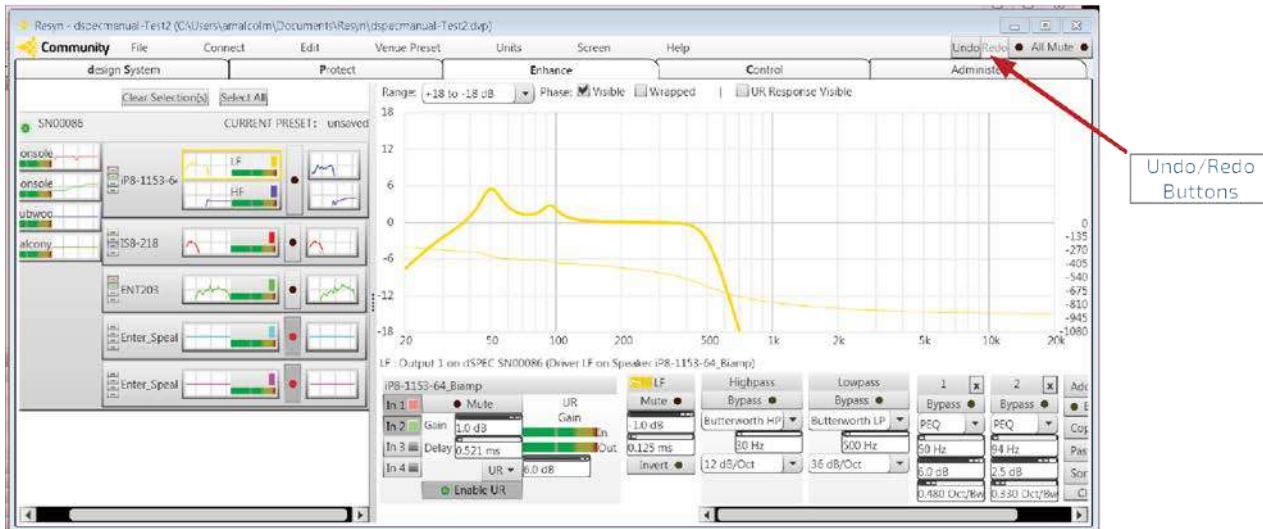 Resyn - dspecmanual-Test2 (C:\Users\amalcolm\Documents\Resyn\dspecmanual-Test2.dvp)
Community File Connect Edit Venue Preset Units Screen Help Undo Redo All Mute
design System Protect Enhance Control Administe
Clear Selection(s) Select All
Range: +18 to -18 dB Phase: Visible Wrapped | UR Response Visible
SN00086 CURRENT PRESET: unsaved
onsole
onsole
ubwoo
alcony
iP8-1153-64
LF
HF
IS8-218
ENT203
Enter_Speal
Enter_Speal
18
12
6
0
-6
-12
-18
0
-135
-270
-405
-540
-675
-810
-945
-1080
20 50 100 200 500 1k 2k 5k 10k 20k
LF : Output 1 on dSPEC SN00086 (Driver LF on Speaker iP8-1153-64_Biamp)
iP8-1153-64_Biamp
In 1 Mute UR
Gain
In 2 Gain 1.0 dB In
In 3 Delay 0.521 ms Out
In 4 UR 6.0 dB
Enable UR
LF
Mute
-1.0 dB
0.125 ms
Invert
Highpass
Bypass
Butterworth HP
30 Hz
12 dB/Oct
Lowpass
Bypass
Butterworth LP
500 Hz
36 dB/Oct
1 x
Bypass
PEQ
50 Hz
6.0 dB
0.480 Oct/Bw
2 x
Bypass
PEQ
94 Hz
2.5 dB
0.330 Oct/Bw
Adc
Cop
Pas
Sor
Cl
Undo/Redo
Buttons